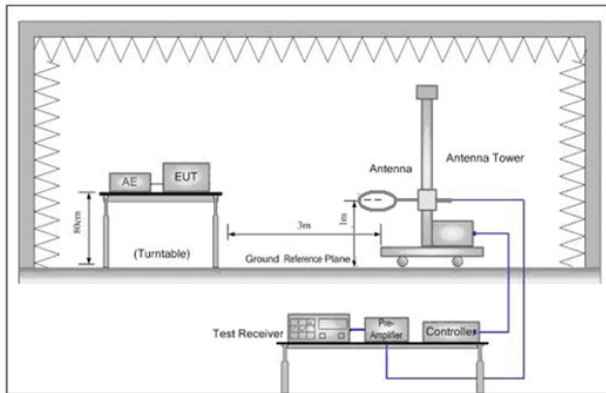 Antenna Tower
Antenna
EUT
AE
80cm
1m
3m
(Turntable)
Ground Reference Plane
Test Receiver
Pre-
Amplifier
Controller